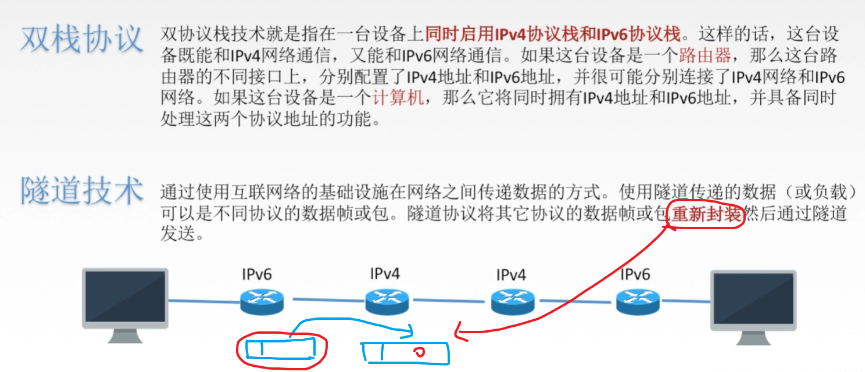 双栈协议
双协议栈技术就是指在一台设备上同时启用IPv4协议栈和IPv6协议栈。这样的话，这台设
备既能和IPv4网络通信，又能和IPv6网络通信。如果这台设备是一个路由器，那么这台路
由器的不同接口上，分别配置了IPv4地址和IPv6地址，并很可能分别连接了IPv4网络和IPv6
网络。如果这台设备是一个计算机，那么它将同时拥有IPv4地址和IPv6地址，并具备同时
处理这两个协议地址的功能。
隧道技术
通过使用互联网络的基础设施在网络之间传递数据的方式。使用隧道传递的数据（或负载）
可以是不同协议的数据帧或包。隧道协议将其它协议的数据帧或包重新封装然后通过隧道
发送。
IPv6 IPv4 IPv4 IPv6